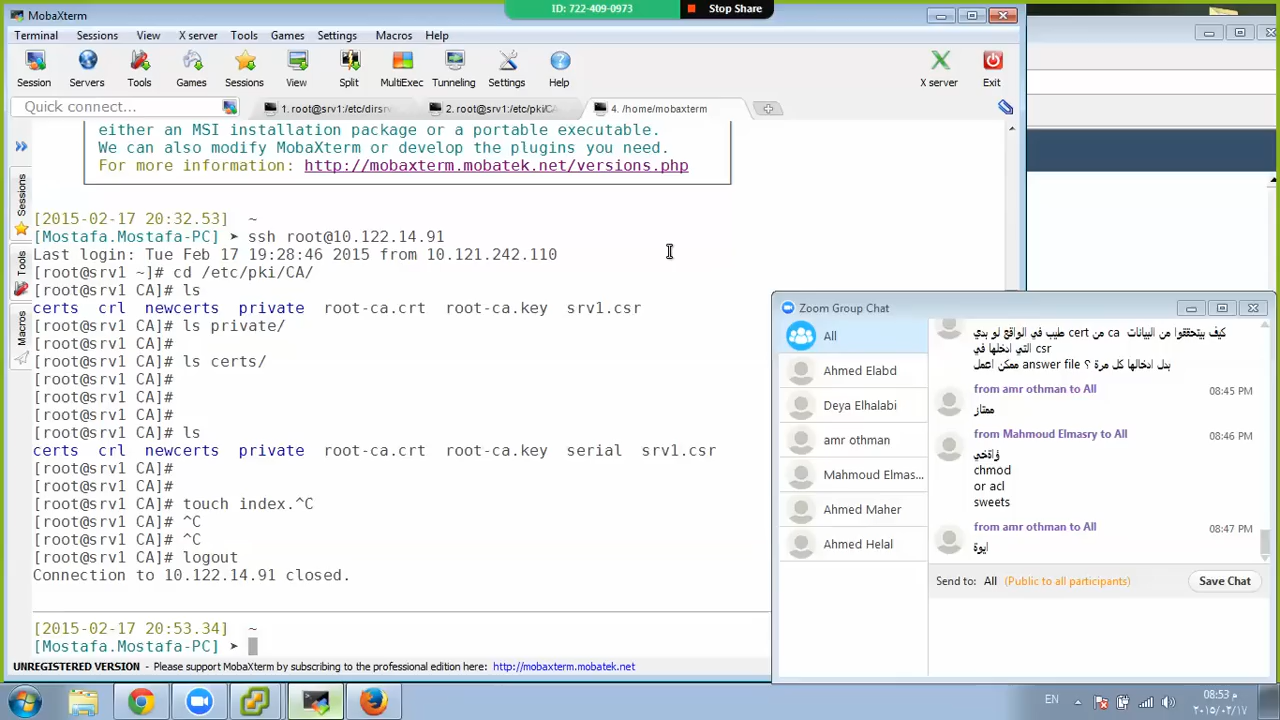 MobaXterm
ID: 722-409-0973
Stop Share
Terminal Sessions View X server Tools Games Settings Macros Help
Session Servers Tools Games Sessions View Split MultiExec Tunneling Settings Help X server Exit
Quick connect...
1. root@srv1:/etc/dirsrv
2. root@srv1:/etc/pki/CA
4. /home/mobaxterm
Sessions
Tools
Macros
either an MSI installation package or a portable executable.
We can also modify MobaXterm or develop the plugins you need.
For more information: http://mobaxterm.mobatek.net/versions.php
[2015-02-17 20:32.53] ~
[Mostafa.Mostafa-PC] ➤ ssh root@10.122.14.91
Last login: Tue Feb 17 19:28:46 2015 from 10.121.242.110
[root@srv1 ~]# cd /etc/pki/CA/
[root@srv1 CA]# ls
certs crl newcerts private root-ca.crt root-ca.key srv1.csr
[root@srv1 CA]# ls private/
[root@srv1 CA]#
[root@srv1 CA]# ls certs/
[root@srv1 CA]#
[root@srv1 CA]#
[root@srv1 CA]#
[root@srv1 CA]# ls
certs crl newcerts private root-ca.crt root-ca.key serial srv1.csr
[root@srv1 CA]#
[root@srv1 CA]#
[root@srv1 CA]# touch index.^C
[root@srv1 CA]# ^C
[root@srv1 CA]# ^C
[root@srv1 CA]# logout
Connection to 10.122.14.91 closed.
[2015-02-17 20:53.34] ~
[Mostafa.Mostafa-PC] ➤
UNREGISTERED VERSION - Please support MobaXterm by subscribing to the professional edition here: http://mobaxterm.mobatek.net
Zoom Group Chat
All
Ahmed Elabd
Deya Elhalabi
amr othman
Mahmoud Elmas...
Ahmed Maher
Ahmed Helal
كيف بيتحققوا من البيانات ca من cert طيب في الواقع لو بدي
csr التي ادخلها في
بدل ادخالها كل مرة ؟ answer file ممكن اعمل
from amr othman to All 08:45 PM
ممتاز
from Mahmoud Elmasry to All 08:46 PM
chmod
or acl
sweets
from amr othman to All 08:47 PM
ايوة
Send to: All (Public to all participants)
Save Chat
EN
08:53 م
٢٠١٥/٠٢/١٧